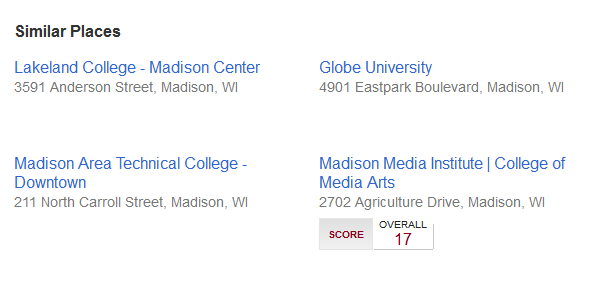 Similar Places
Lakeland College - Madison Center
3591 Anderson Street, Madison, WI
Globe University
4901 Eastpark Boulevard, Madison, WI
Madison Area Technical College -
Downtown
211 North Carroll Street, Madison, WI
Madison Media Institute | College of
Media Arts
2702 Agriculture Drive, Madison, WI
SCORE
OVERALL
17